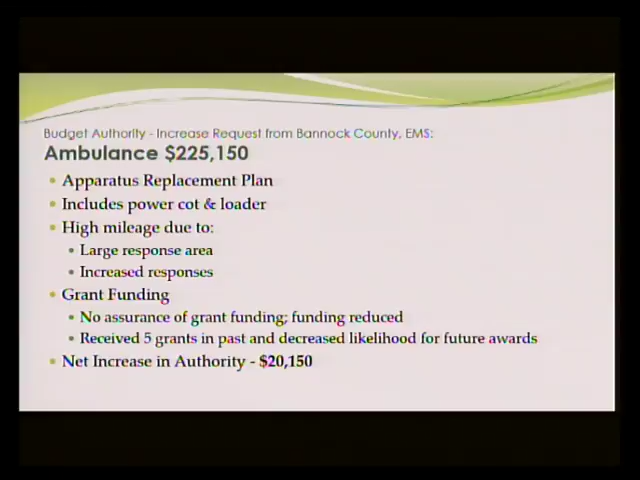 Budget Authority - Increase Request from Bannock County, EMS:
Ambulance $225,150
• Apparatus Replacement Plan
• Includes power cot & loader
• High mileage due to:
• Large response area
• Increased responses
• Grant Funding
• No assurance of grant funding; funding reduced
• Received 5 grants in past and decreased likelihood for future awards
• Net Increase in Authority - $20,150